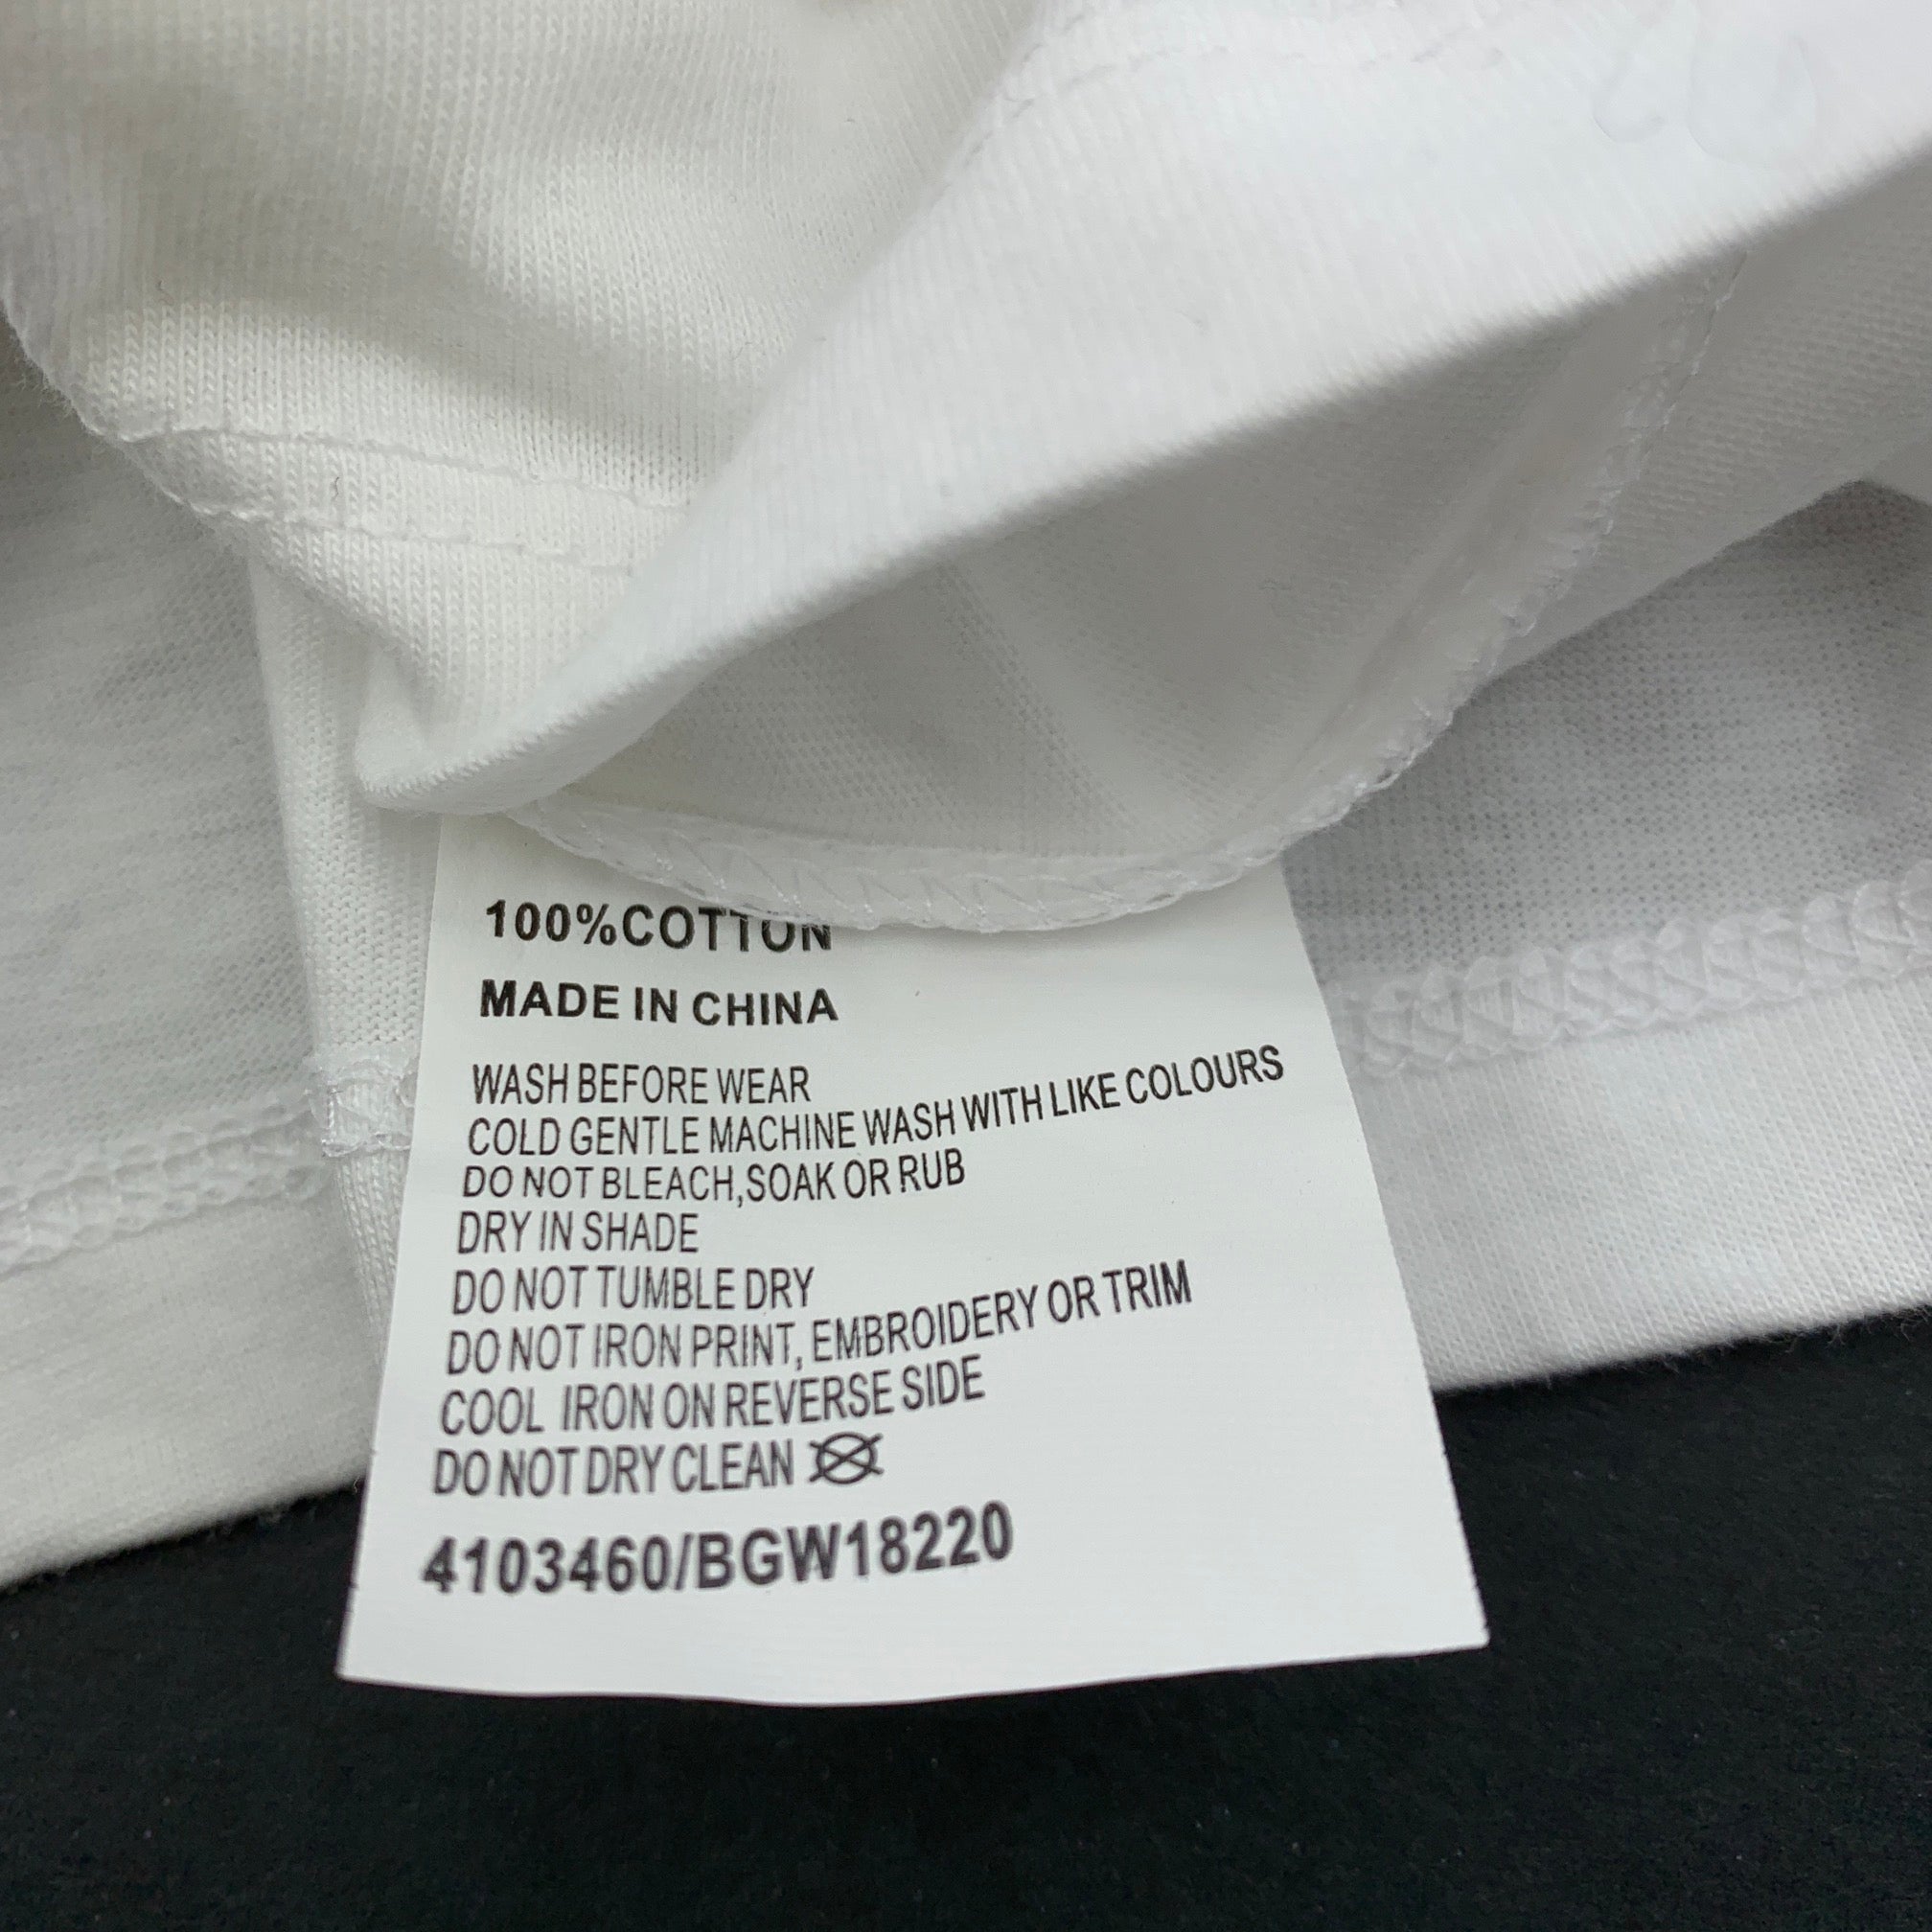 100%COTTON
MADE IN CHINA
WASH BEFORE WEAR
COLD GENTLE MACHINE WASH WITH LIKE COLOURS
DO NOT BLEACH,SOAK OR RUB
DRY IN SHADE
DO NOT TUMBLE DRY
DO NOT IRON PRINT, EMBROIDERY OR TRIM
COOL IRON ON REVERSE SIDE
DO NOT DRY CLEAN
4103460/BGW18220